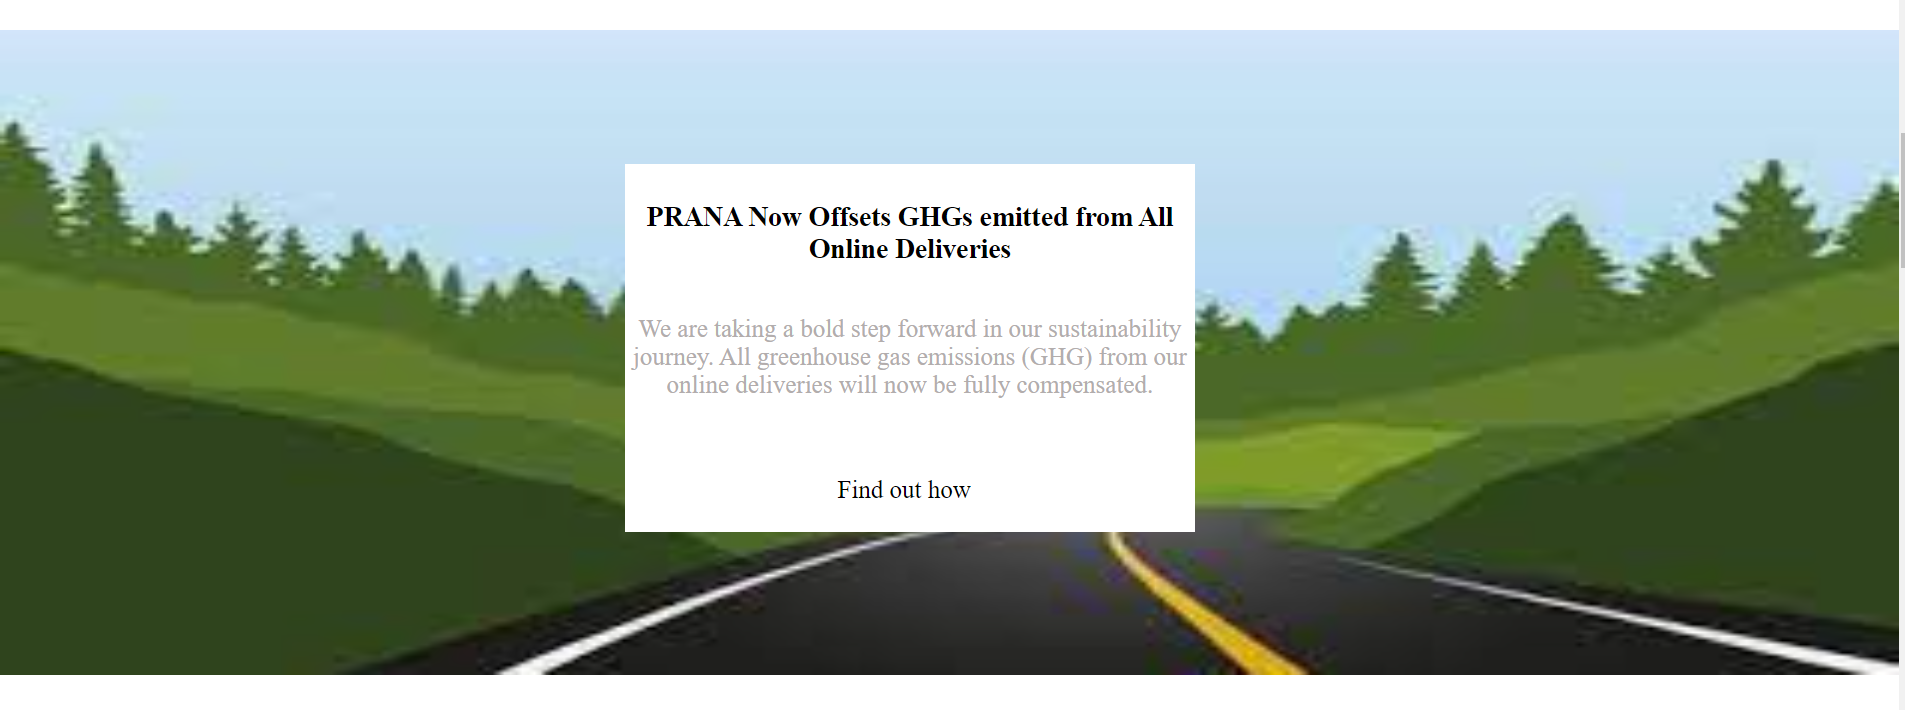 PRANA Now Offsets GHGs emitted from All
Online Deliveries
We are taking a bold step forward in our sustainability
journey. All greenhouse gas emissions (GHG) from our
online deliveries will now be fully compensated.
Find out how